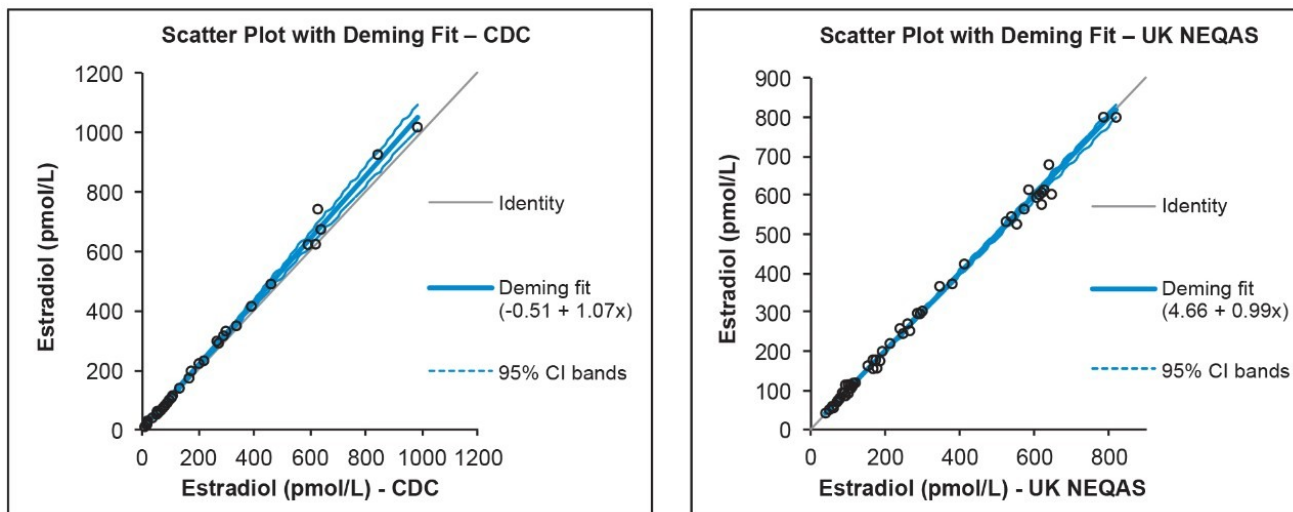 Scatter Plot with Deming Fit – CDC
1200
1000
800
600
400
200
0
0 200 400 600 800 1000 1200
Estradiol (pmol/L)
Estradiol (pmol/L) - CDC
Identity
Deming fit
(-0.51 + 1.07x)
95% CI bands
Scatter Plot with Deming Fit – UK NEQAS
900
800
700
600
500
400
300
200
100
0
0 200 400 600 800
Estradiol (pmol/L)
Estradiol (pmol/L) - UK NEQAS
Identity
Deming fit
(4.66 + 0.99x)
95% CI bands